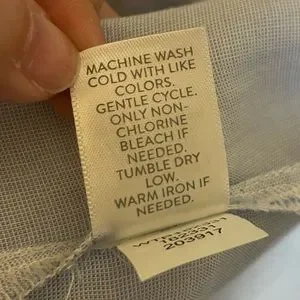 MACHINE WASH
COLD WITH LIKE
COLORS.
GENTLE CYCLE.
ONLY NON-
CHLORINE
BLEACH IF
NEEDED.
TUMBLE DRY
LOW.
WARM IRON IF
NEEDED.
203917